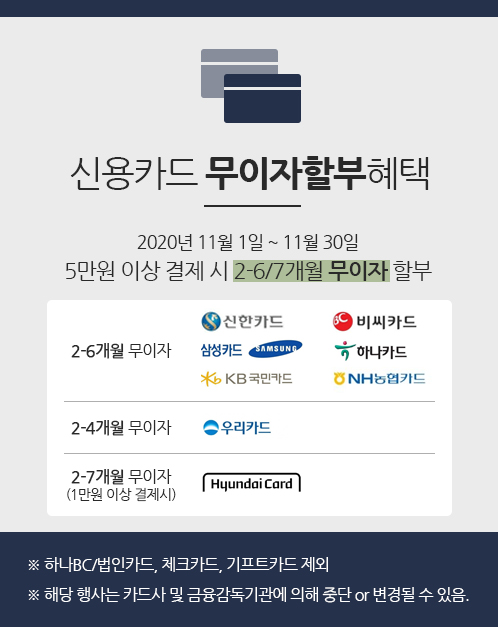 신용카드 무이자할부혜택
2020년 11월 1일 ~ 11월 30일
5만원 이상 결제 시 2-6/7개월 무이자 할부
2-6개월 무이자
신한카드
BC 비씨카드
삼성카드 SAMSUNG
하나카드
KB국민카드
NH농협카드
2-4개월 무이자
우리카드
2-7개월 무이자
(1만원 이상 결제시)
Hyundai Card
※ 하나BC/법인카드, 체크카드, 기프트카드 제외
※ 해당 행사는 카드사 및 금융감독기관에 의해 중단 or 변경될 수 있음.